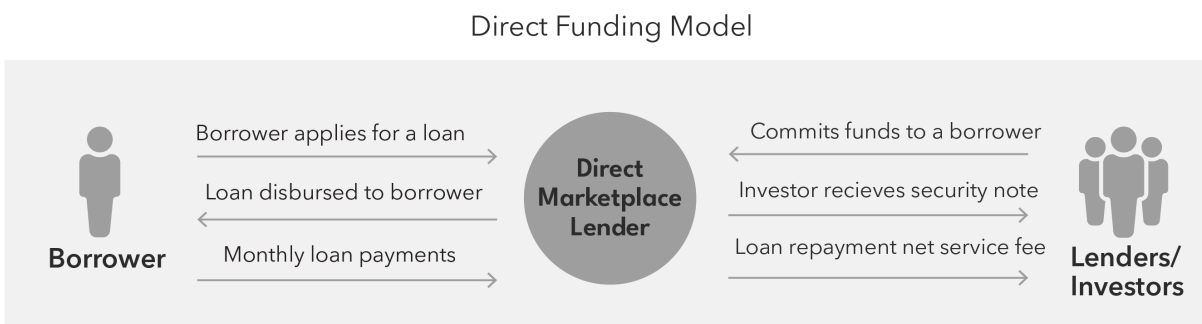 Direct Funding Model
Borrower applies for a loan
Loan disbursed to borrower
Monthly loan payments
Borrower
Direct
Marketplace
Lender
Commits funds to a borrower
Investor recieves security note
Loan repayment net service fee
Lenders/
Investors